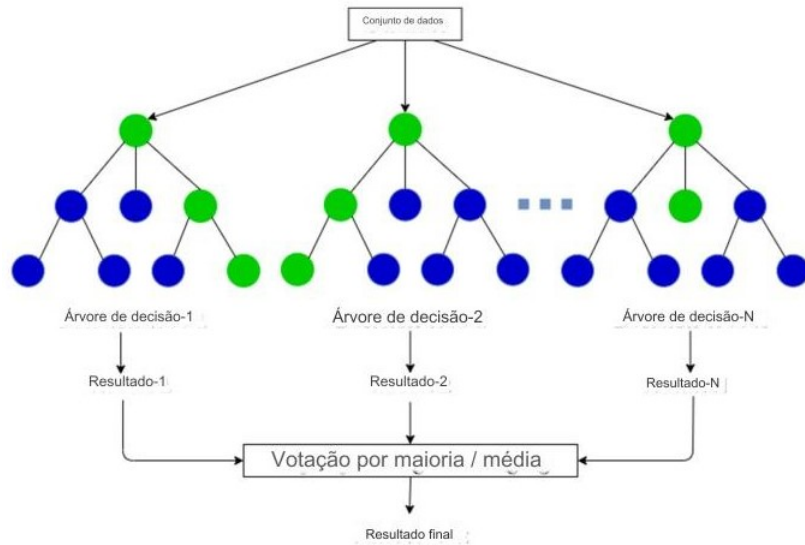 Conjunto de dados
Árvore de decisão-1
Árvore de decisão-2
Árvore de decisão-N
Resultado-1
Resultado-2
Resultado-N
Votação por maioria / média
Resultado final